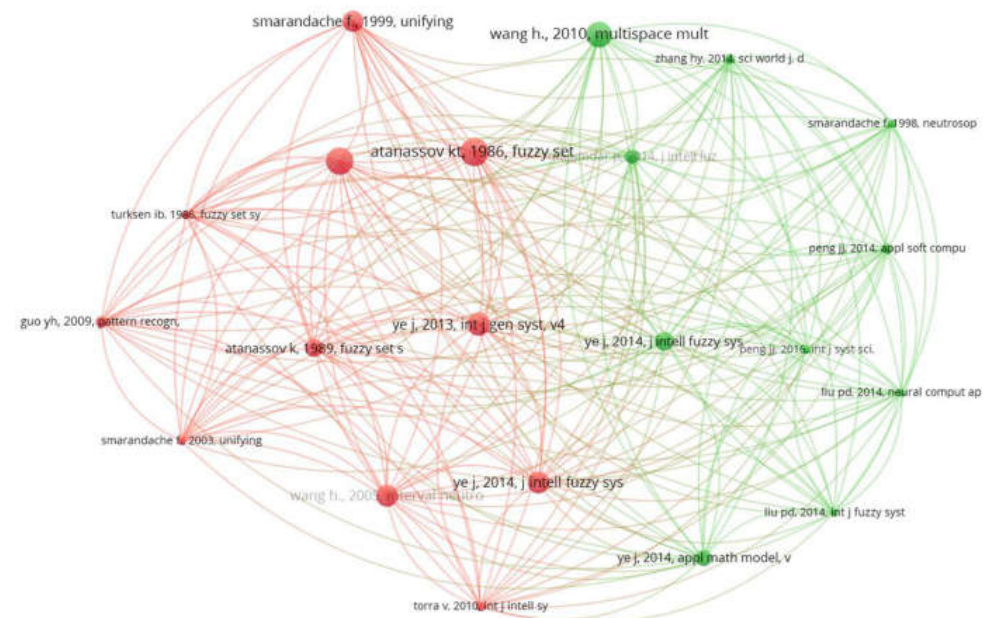 smarandache f., 1999, unifying
wang h., 2010, multispace mult
zhang hy, 2014, sci world j, d
smarandache f, 1998, neutrosop
atanassov kt, 1986, fuzzy set
2014, j intell fuz
turksen ib, 1986, fuzzy set sy
peng jj, 2014, appl soft compu
guo yh, 2009, pattern recogn,
ye j, 2013, int j gen syst, v4
atanassov k, 1989, fuzzy set s
ye j, 2014, j intell fuzzy sys
peng jj, 2016, int j syst sci,
liu pd, 2014, neural comput ap
smarandache f, 2003, unifying
ye j, 2014, j intell fuzzy sys
wang h., 2005, interval neutro
liu pd, 2014, int j fuzzy syst
ye j, 2014, appl math model, v
torra v, 2010, int j intell sy